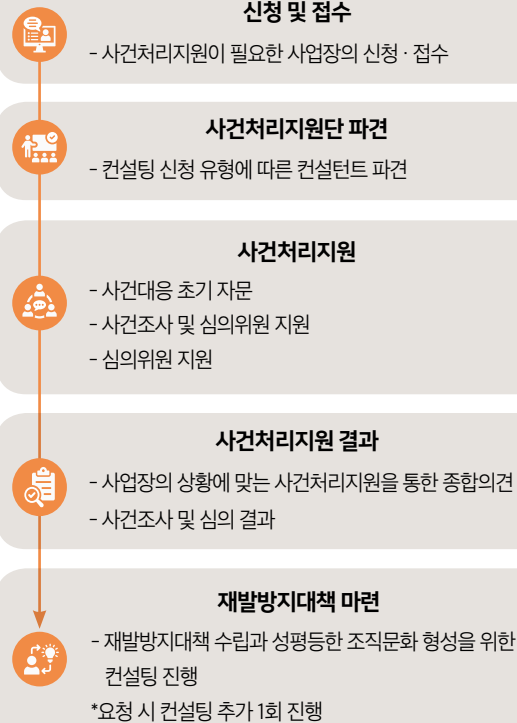 신청 및 접수
- 사건처리지원이 필요한 사업장의 신청 · 접수
사건처리지원단 파견
- 컨설팅 신청 유형에 따른 컨설턴트 파견
사건처리지원
- 사건대응 초기 자문
- 사건조사 및 심의위원 지원
- 심의위원 지원
사건처리지원 결과
- 사업장의 상황에 맞는 사건처리지원을 통한 종합의견
- 사건조사 및 심의 결과
재발방지대책 마련
- 재발방지대책 수립과 성평등한 조직문화 형성을 위한
컨설팅 진행
*요청 시 컨설팅 추가 1회 진행